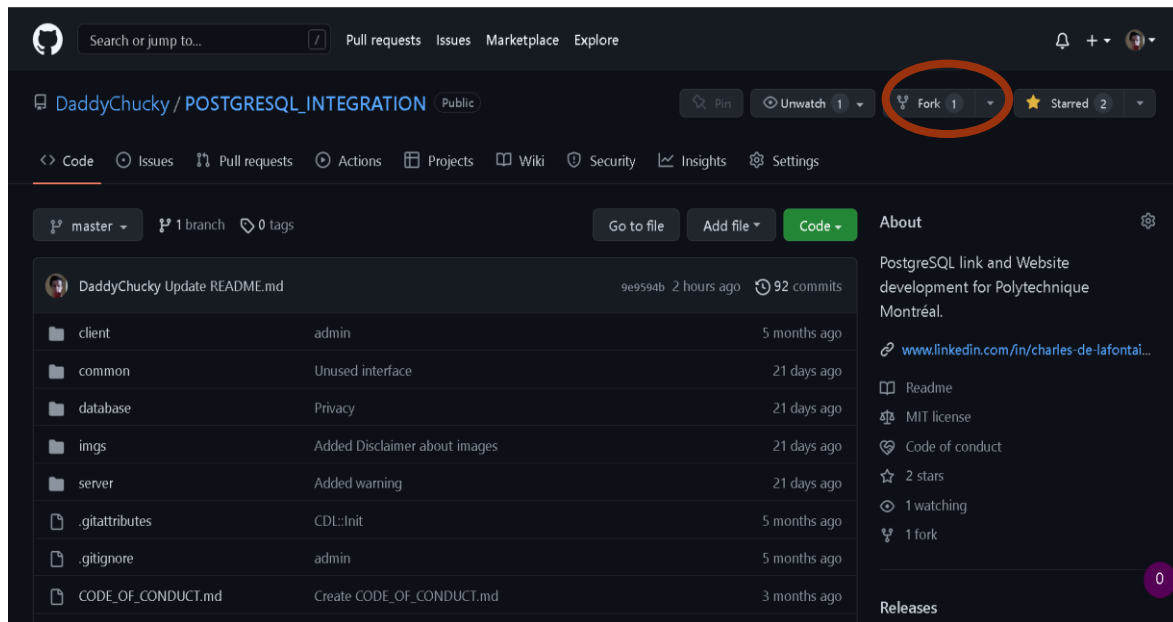 Search or jump to... / Pull requests Issues Marketplace Explore
DaddyChucky / POSTGRESQL_INTEGRATION Public Pin Unwatch 1 Fork 1 Starred 2
<> Code Issues Pull requests Actions Projects Wiki Security Insights Settings
master 1 branch 0 tags Go to file Add file Code
DaddyChucky Update README.md 9e9594b 2 hours ago 92 commits
client admin 5 months ago
common Unused interface 21 days ago
database Privacy 21 days ago
imgs Added Disclaimer about images 21 days ago
server Added warning 21 days ago
.gitattributes CDL::Init 5 months ago
.gitignore admin 5 months ago
CODE_OF_CONDUCT.md Create CODE_OF_CONDUCT.md 3 months ago
About
PostgreSQL link and Website
development for Polytechnique
Montréal.
www.linkedin.com/in/charles-de-lafontai...
Readme
MIT license
Code of conduct
2 stars
1 watching
1 fork
0
Releases